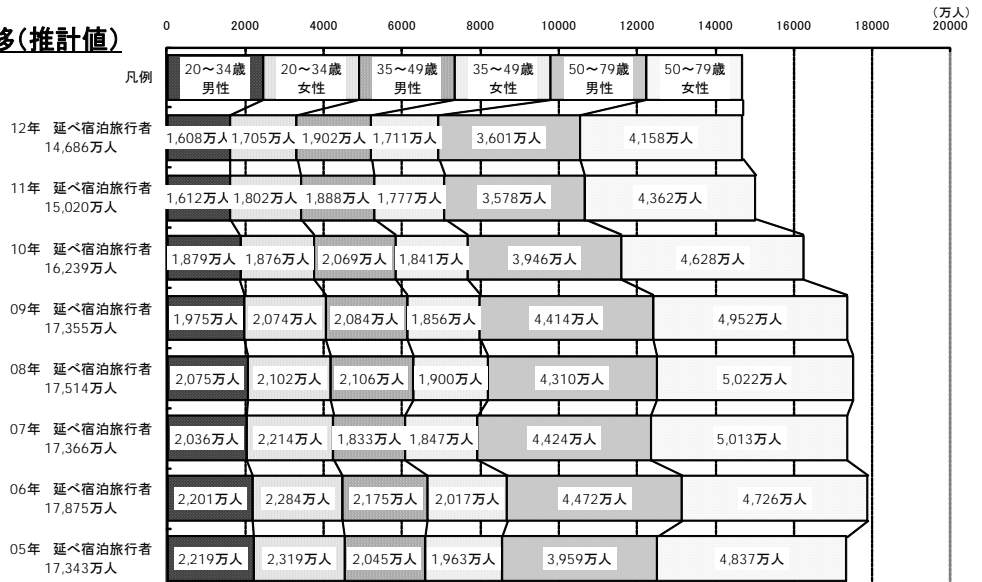 (万人)
0 2000 4000 6000 8000 10000 12000 14000 16000 18000 20000
移(推計値)
凡例
20～34歳 20～34歳 35～49歳 35～49歳 50～79歳 50～79歳
男性 女性 男性 女性 男性 女性
12年 延べ宿泊旅行者
14,686万人
1,608万人 1,705万人 1,902万人 1,711万人 3,601万人 4,158万人
11年 延べ宿泊旅行者
15,020万人
1,612万人 1,802万人 1,888万人 1,777万人 3,578万人 4,362万人
10年 延べ宿泊旅行者
16,239万人
1,879万人 1,876万人 2,069万人 1,841万人 3,946万人 4,628万人
09年 延べ宿泊旅行者
17,355万人
1,975万人 2,074万人 2,084万人 1,856万人 4,414万人 4,952万人
08年 延べ宿泊旅行者
17,514万人
2,075万人 2,102万人 2,106万人 1,900万人 4,310万人 5,022万人
07年 延べ宿泊旅行者
17,366万人
2,036万人 2,214万人 1,833万人 1,847万人 4,424万人 5,013万人
06年 延べ宿泊旅行者
17,875万人
2,201万人 2,284万人 2,175万人 2,017万人 4,472万人 4,726万人
05年 延べ宿泊旅行者
17,343万人
2,219万人 2,319万人 2,045万人 1,963万人 3,959万人 4,837万人